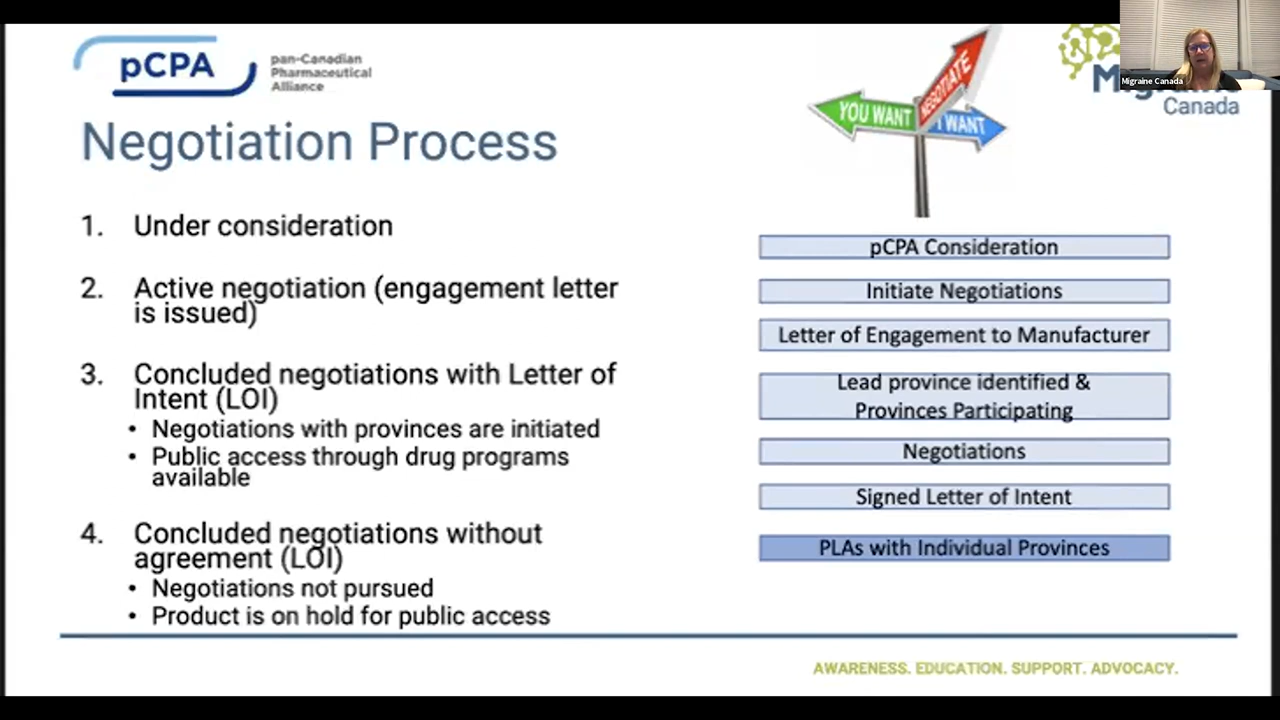 pCPA
pan-Canadian
Pharmaceutical
Alliance
Negotiation Process
YOU WANT
NEGOTIATE
I WANT
Migraine Canada
Canada
1. Under consideration
2. Active negotiation (engagement letter
is issued)
3. Concluded negotiations with Letter of
Intent (LOI)
• Negotiations with provinces are initiated
• Public access through drug programs
available
4. Concluded negotiations without
agreement (LOI)
• Negotiations not pursued
• Product is on hold for public access
pCPA Consideration
Initiate Negotiations
Letter of Engagement to Manufacturer
Lead province identified &
Provinces Participating
Negotiations
Signed Letter of Intent
PLAs with Individual Provinces
AWARENESS. EDUCATION. SUPPORT. ADVOCACY.